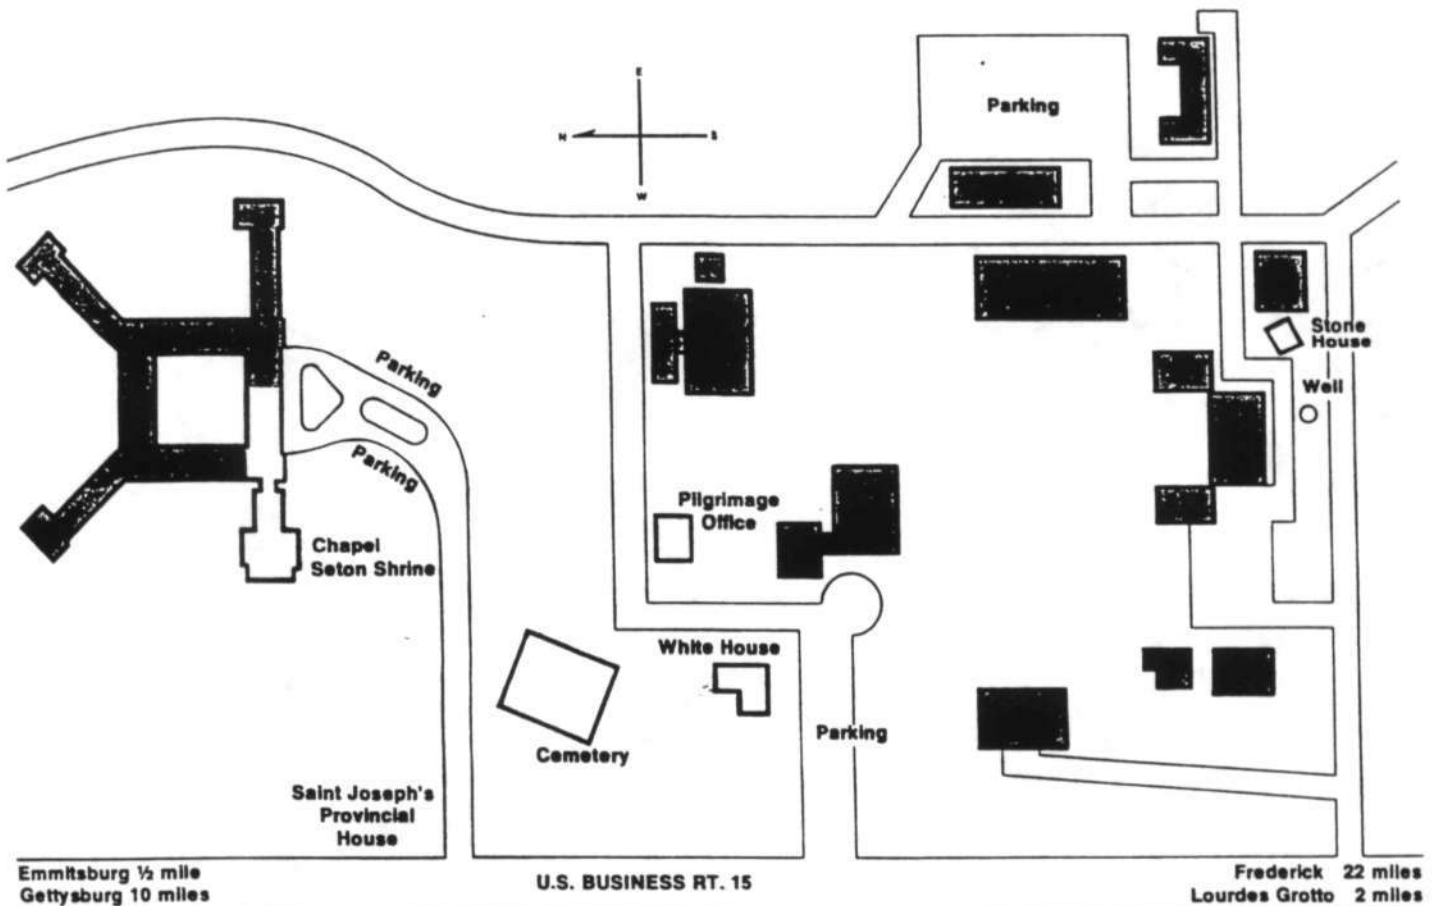 E
N
S
W
Parking
Parking
Parking
Stone
House
Well
Pilgrimage
Office
Chapel
Seton Shrine
White House
Cemetery
Parking
Saint Joseph's
Provincial
House
Emmitsburg ½ mile
Gettysburg 10 miles
U.S. BUSINESS RT. 15
Frederick 22 miles
Lourdes Grotto 2 miles